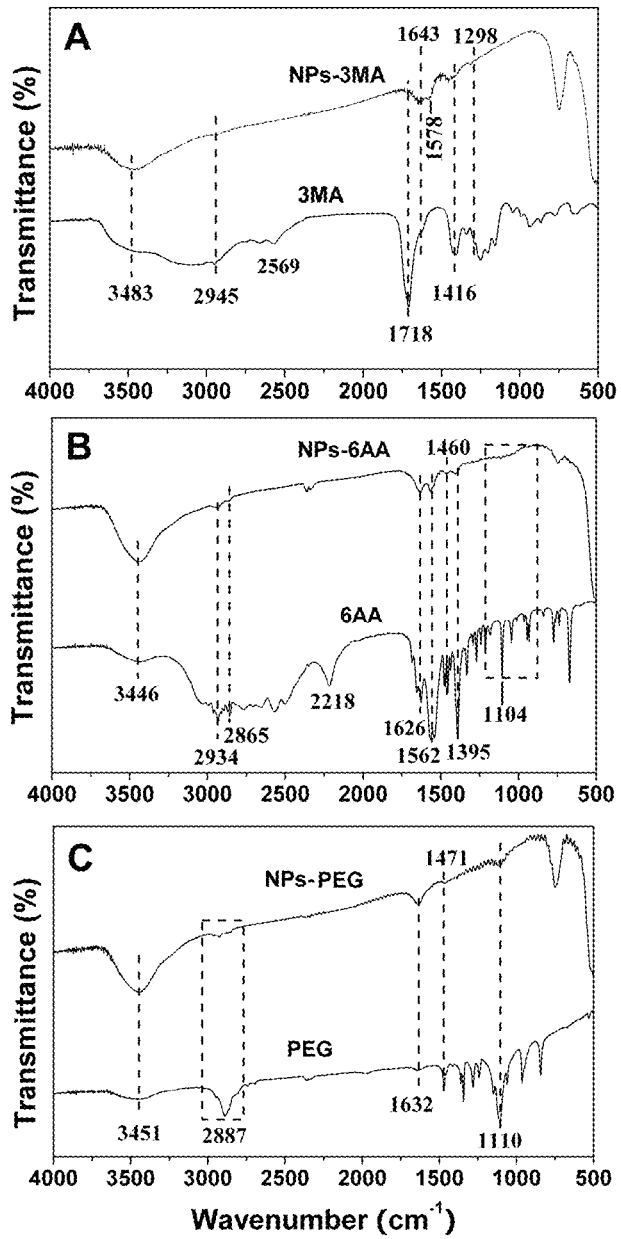 A
1643 1298
NPs-3MA
1578
3MA
2569
3483 2945 1416
1718
Transmittance (%)
4000 3500 3000 2500 2000 1500 1000 500
B
NPs-6AA 1460
6AA
3446 2218
2865 1626 1104
2934 1562 1395
Transmittance (%)
4000 3500 3000 2500 2000 1500 1000 500
C
1471
NPs-PEG
PEG
1632
3451 2887 1110
Transmittance (%)
4000 3500 3000 2500 2000 1500 1000 500
Wavenumber (cm⁻¹)